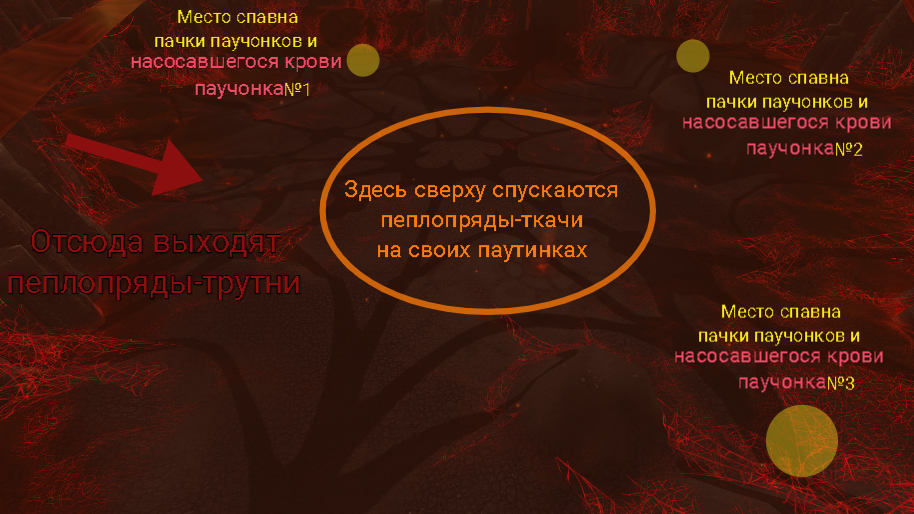 Место спавна
пачки паучонков и
насосавшегося крови
паучонка№1
Место спавна
пачки паучонков и
насосавшегося крови
паучонка№2
Здесь сверху спускаются
пеплопряды-ткачи
на своих паутинках
Отсюда выходят
пеплопряды-трутни
Место спавна
пачки паучонков и
насосавшегося крови
паучонка№3